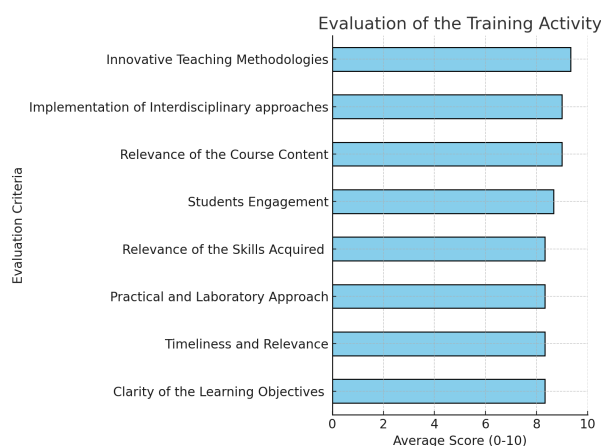 Evaluation of the Training Activity
Innovative Teaching Methodologies
Implementation of Interdisciplinary approaches
Relevance of the Course Content
Students Engagement
Relevance of the Skills Acquired
Practical and Laboratory Approach
Timeliness and Relevance
Clarity of the Learning Objectives
Evaluation Criteria
0 2 4 6 8 10
Average Score (0-10)